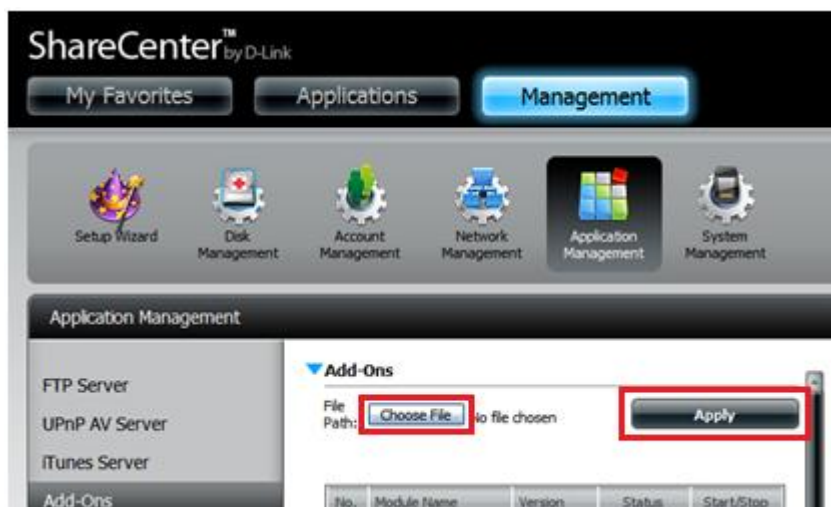 ShareCenter™ by D-Link
My Favorites Applications Management
Setup Wizard
Disk
Management
Account
Management
Network
Management
Application
Management
System
Management
Application Management
FTP Server
UPnP AV Server
iTunes Server
Add-Ons
Add-Ons
File
Path: Choose File No file chosen Apply
No. Module Name Version Status Start/Stop